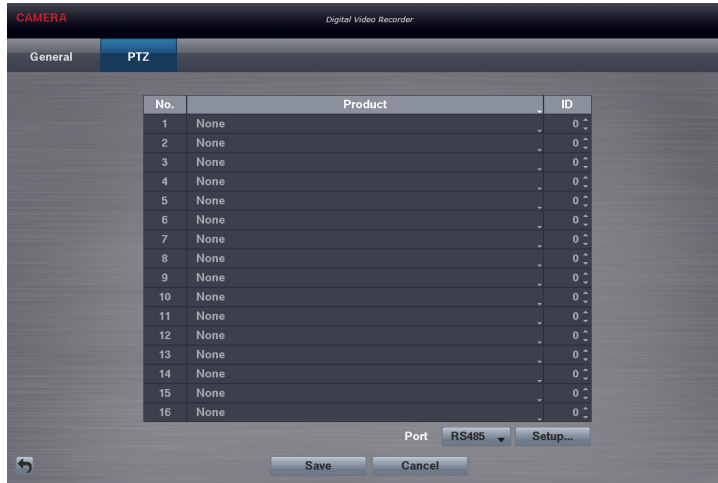 CAMERA Digital Video Recorder
General PTZ
No. Product ID
1 None 0
2 None 0
3 None 0
4 None 0
5 None 0
6 None 0
7 None 0
8 None 0
9 None 0
10 None 0
11 None 0
12 None 0
13 None 0
14 None 0
15 None 0
16 None 0
Port RS485 Setup...
Save Cancel